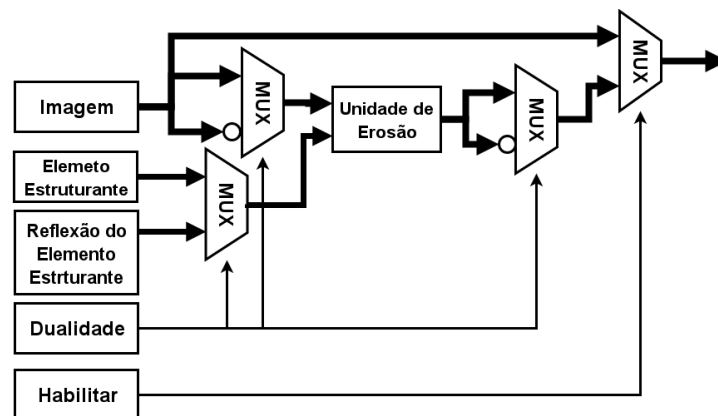 MUX
Imagem
MUX
Unidade de
Erosão
MUX
Elemeto
Estruturante
MUX
Reflexão do
Elemento
Estrturante
Dualidade
Habilitar